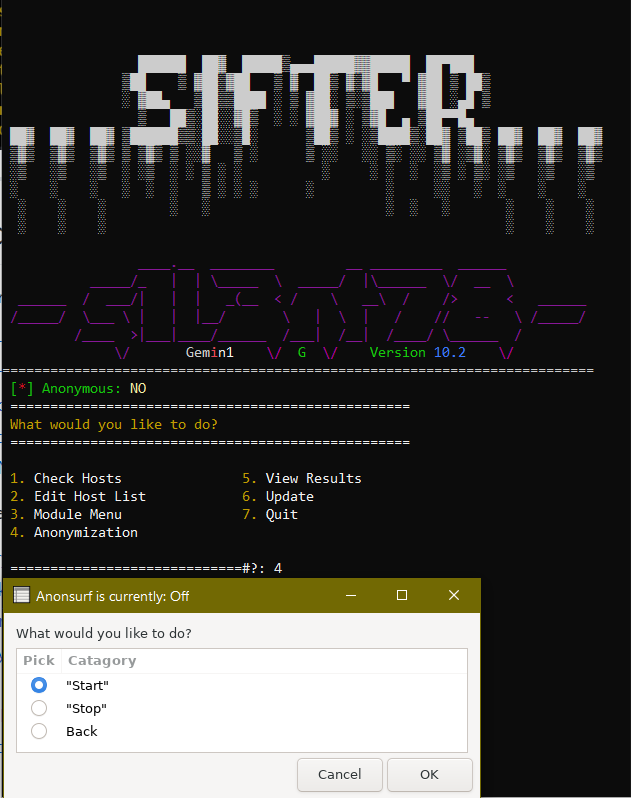 Gemin1 G Version 10.2
[*] Anonymous: NO
What would you like to do?
1. Check Hosts 5. View Results
2. Edit Host List 6. Update
3. Module Menu 7. Quit
4. Anonymization
#?: 4
Anonsurf is currently: Off
What would you like to do?
Pick Catagory
"Start"
"Stop"
Back
Cancel OK